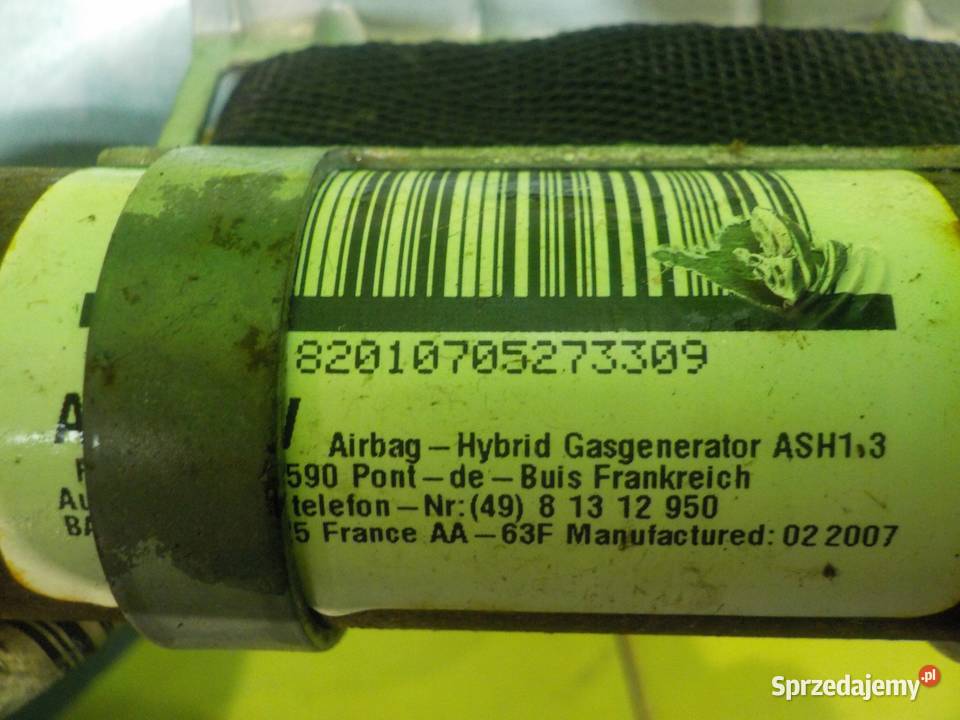 82010705273309
Airbag – Hybrid Gasgenerator ASH1.3
590 Pont – de – Buis Frankreich
telefon – Nr: (49) 8 13 12 950
5 France AA – 63F Manufactured: 02 2007
Sprzedajemy.pl